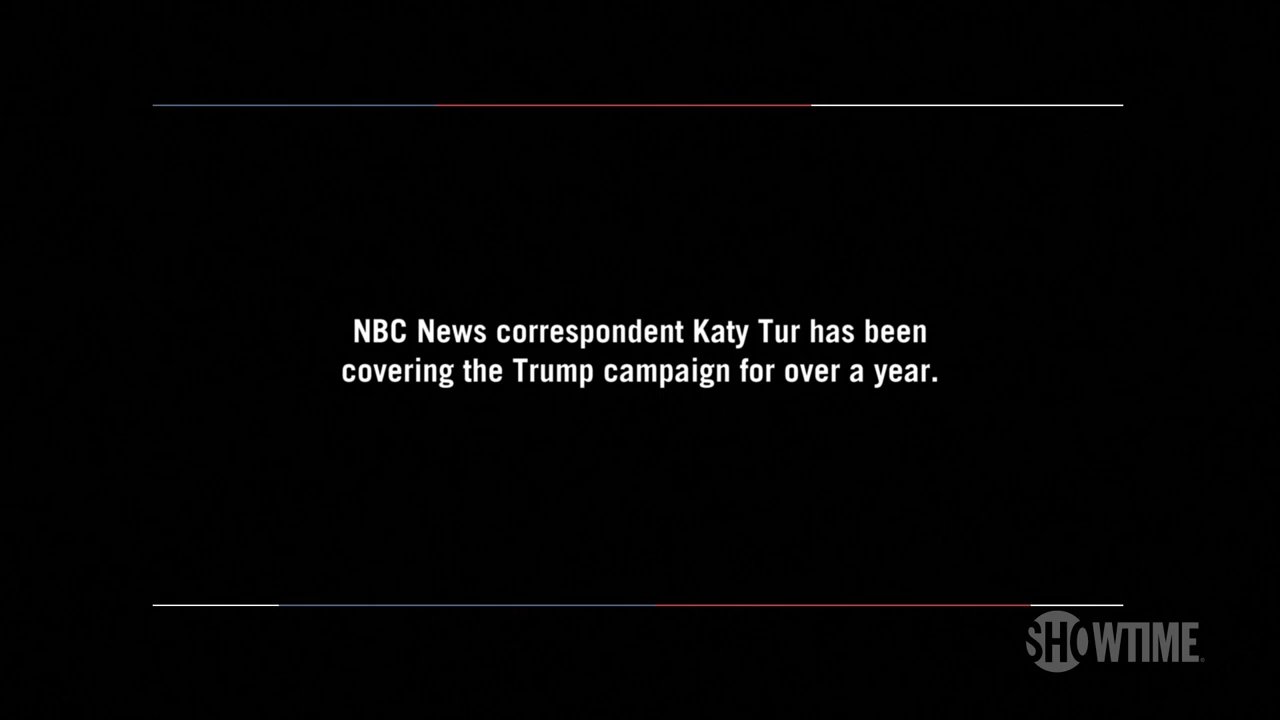 NBC News correspondent Katy Tur has been
covering the Trump campaign for over a year.
SHOWTIME®